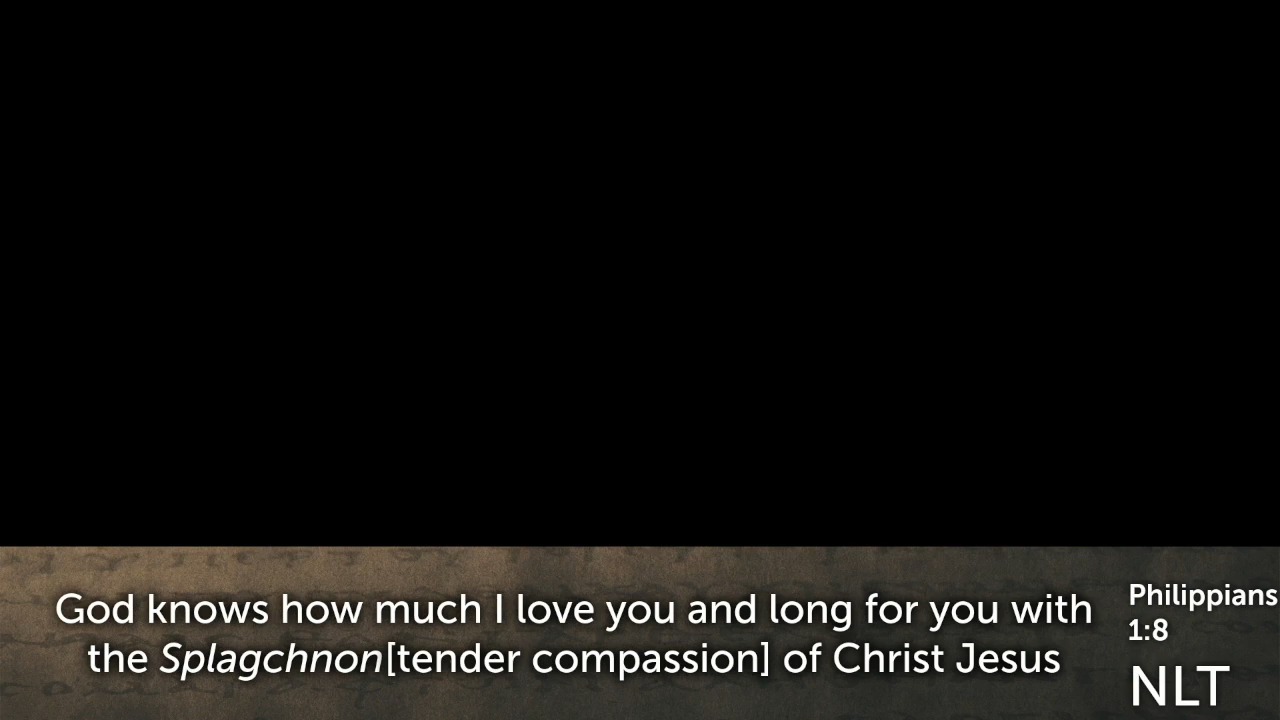 God knows how much I love you and long for you with
the Splagchnon[tender compassion] of Christ Jesus
Philippians
1:8
NLT